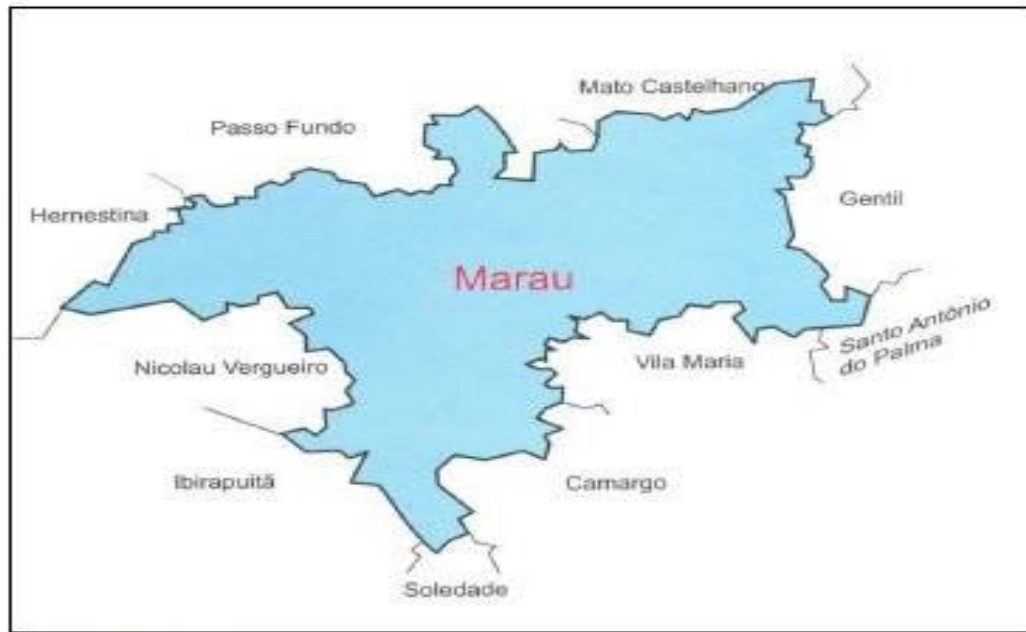 Mato Castelhano
Passo Fundo
Gentil
Hernestina
Marau
Santo Antônio
do Palma
Vila Maria
Nicolau Vergueiro
Ibirapuitã
Camargo
Soledade